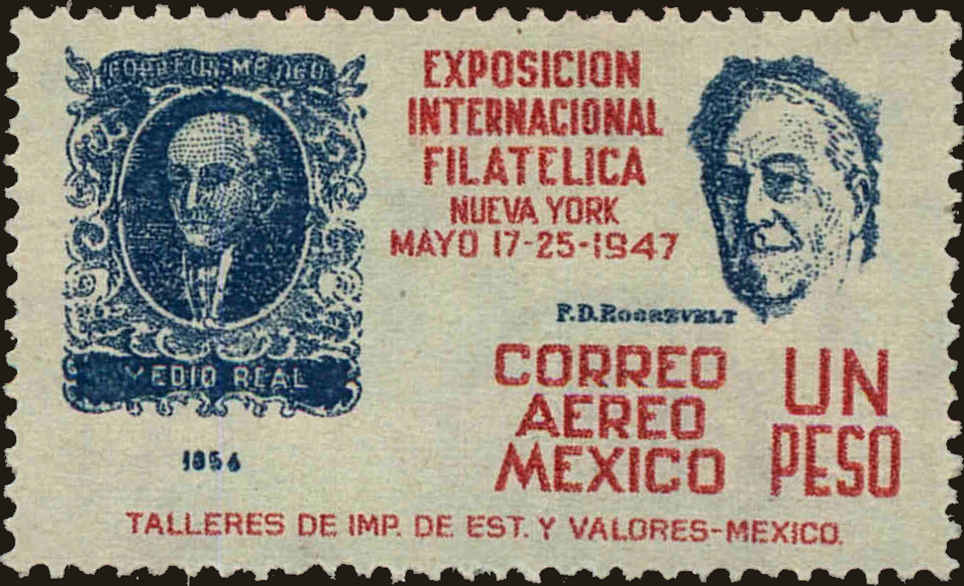 CORREOS MEJICO
MEDIO REAL
1856
EXPOSICION
INTERNACIONAL
FILATELICA
NUEVA YORK
MAYO 17-25-1947
F.D.ROOSEVELT
CORREO
AEREO
MEXICO
UN
PESO
TALLERES DE IMP. DE EST. Y VALORES-MEXICO.